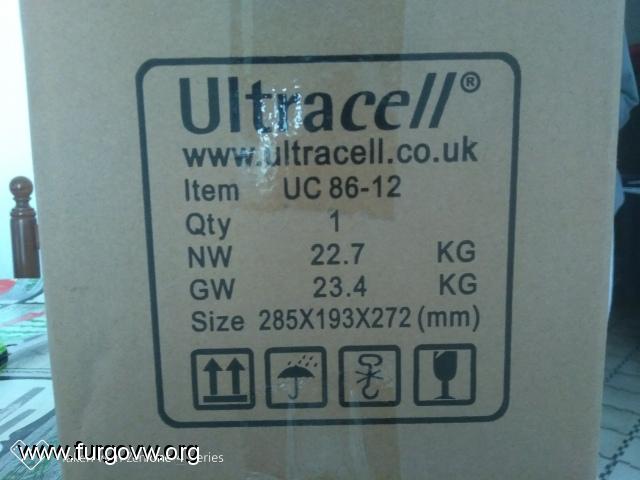 Ultracell®
www.ultracell.co.uk
Item UC 86-12
Qty 1
NW 22.7 KG
GW 23.4 KG
Size 285X193X272 (mm)
www.furgovw.org